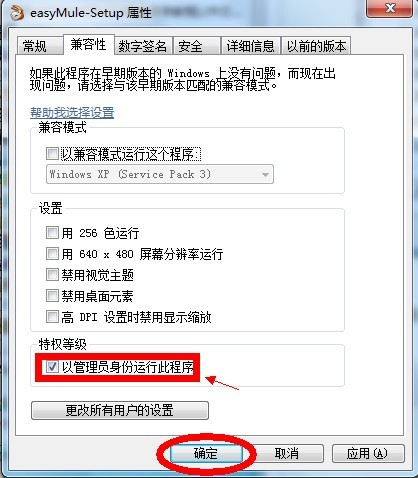 easyMule-Setup 属性
常规 兼容性 数字签名 安全 详细信息 以前的版本
如果此程序在早期版本的 Windows 上没有问题，而现在出
现问题，请选择与该早期版本匹配的兼容模式。
帮助我选择设置
兼容模式
以兼容模式运行这个程序:
Windows XP (Service Pack 3)
设置
用 256 色运行
用 640 x 480 屏幕分辨率运行
禁用视觉主题
禁用桌面元素
高 DPI 设置时禁用显示缩放
特权等级
以管理员身份运行此程序
更改所有用户的设置
确定 取消 应用(A)